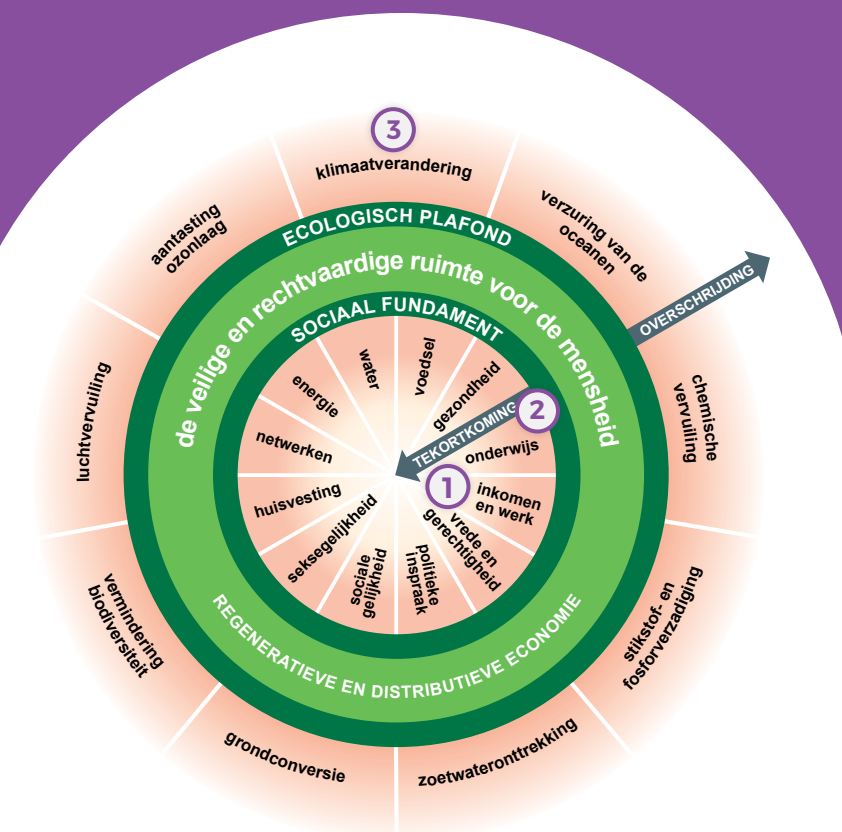 3
klimaatverandering
verzuring van de
oceanen
OVERSCHRIJDING
chemische
vervuiling
stikstof- en
fosforverzadiging
zoetwateronttrekking
grondconversie
vermindering
biodiversiteit
luchtvervuiling
aantasting
ozonlaag
ECOLOGISCH PLAFOND
de veilige en rechtvaardige ruimte voor de mensheid
SOCIAAL FUNDAMENT
water
voedsel
gezondheid
energie
2
TEKORTKOMING
onderwijs
netwerken
1
inkomen
en werk
huisvesting
vrede en
gerechtigheid
seksegelijkheid
sociale
gelijkheid
politieke
inspraak
REGENERATIEVE EN DISTRIBUTIEVE ECONOMIE